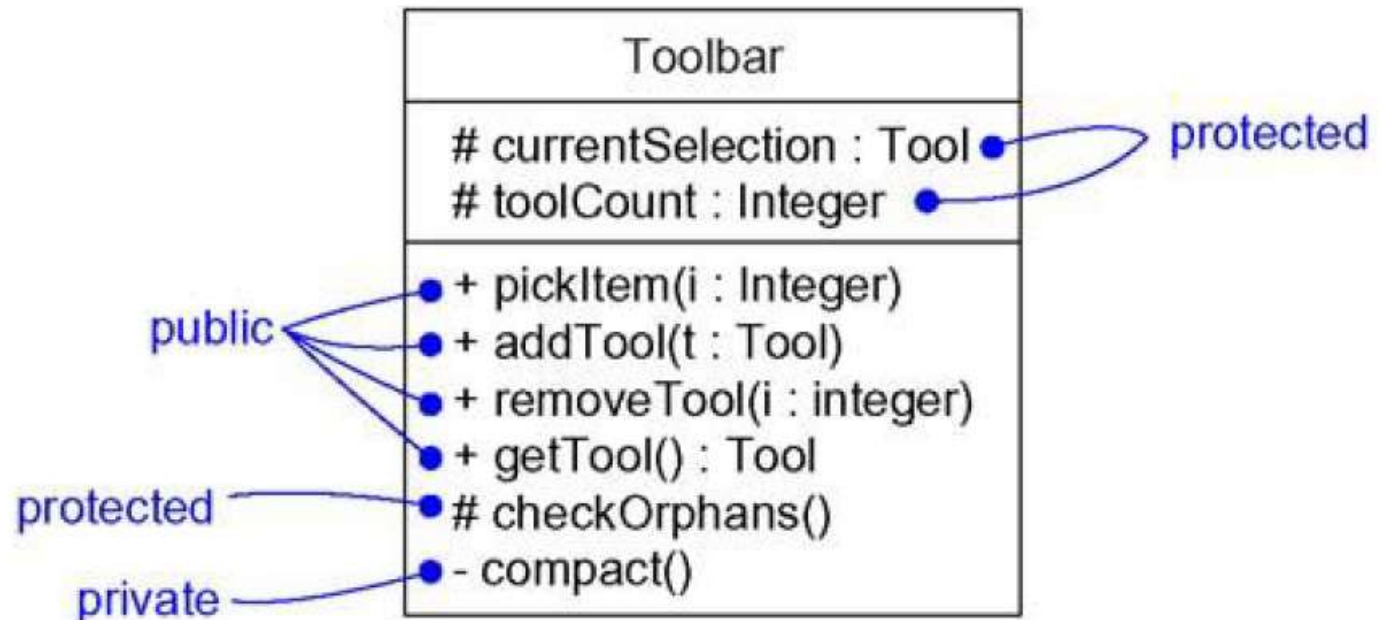 Toolbar
# currentSelection : Tool
# toolCount : Integer
protected
+ pickItem(i : Integer)
+ addTool(t : Tool)
+ removeTool(i : integer)
+ getTool() : Tool
# checkOrphans()
- compact()
public
protected
private